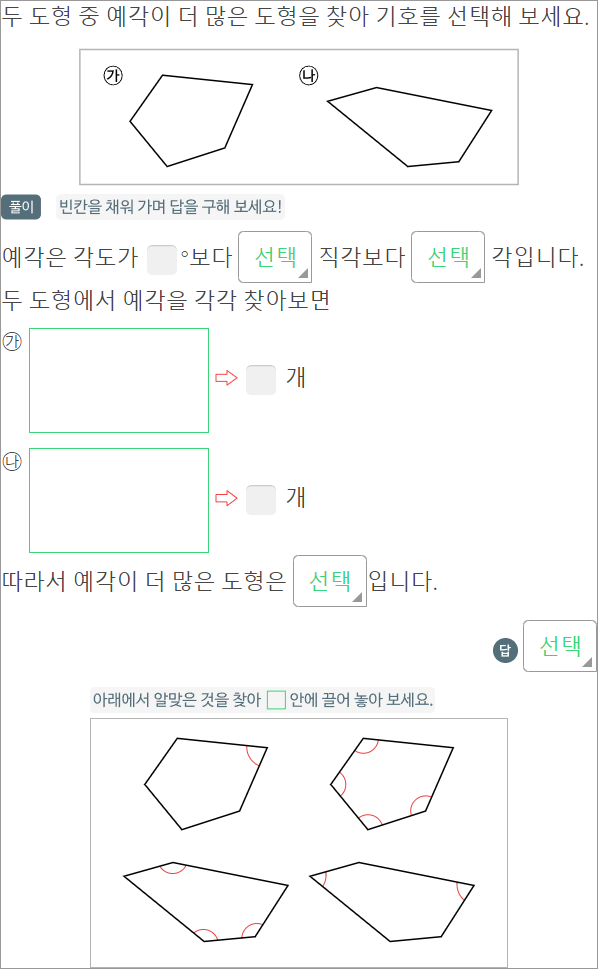 두 도형 중 예각이 더 많은 도형을 찾아 기호를 선택해 보세요.
㉮ ㉯
풀이 빈칸을 채워 가며 답을 구해 보세요!
예각은 각도가 °보다 선택 직각보다 선택 각입니다.
두 도형에서 예각을 각각 찾아보면
㉮ ⇨ 개
㉯ ⇨ 개
따라서 예각이 더 많은 도형은 선택 입니다.
답 선택
아래에서 알맞은 것을 찾아 □ 안에 끌어 놓아 보세요.